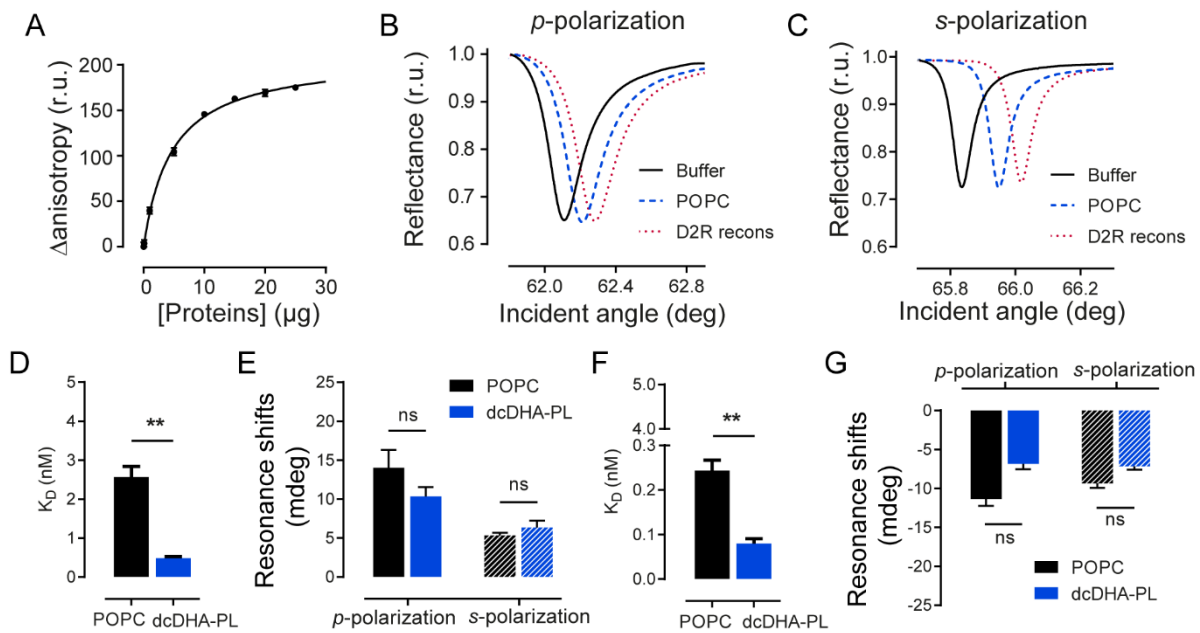 A
Δanisotropy (r.u.)
200
150
100
50
0
0 10 20 30
[Proteins] (µg)
B
p-polarization
Reflectance (r.u.)
1.0
0.9
0.8
0.7
0.6
Buffer
POPC
D2R recons
62.0 62.4 62.8
Incident angle (deg)
C
s-polarization
Reflectance (r.u.)
1.0
0.9
0.8
0.7
0.6
Buffer
POPC
D2R recons
65.8 66.0 66.2
Incident angle (deg)
D
KD (nM)
5
4
3
2
1
0
**
POPC dcDHA-PL
E
Resonance shifts
(mdeg)
25
20
15
10
5
0
POPC
dcDHA-PL
ns
ns
p-polarization s-polarization
F
KD (nM)
5.0
4.0
0.3
0.2
0.1
0.0
**
POPC dcDHA-PL
G
p-polarization s-polarization
Resonance shifts
(mdeg)
0
-5
-10
-15
-20
-25
ns
ns
POPC
dcDHA-PL